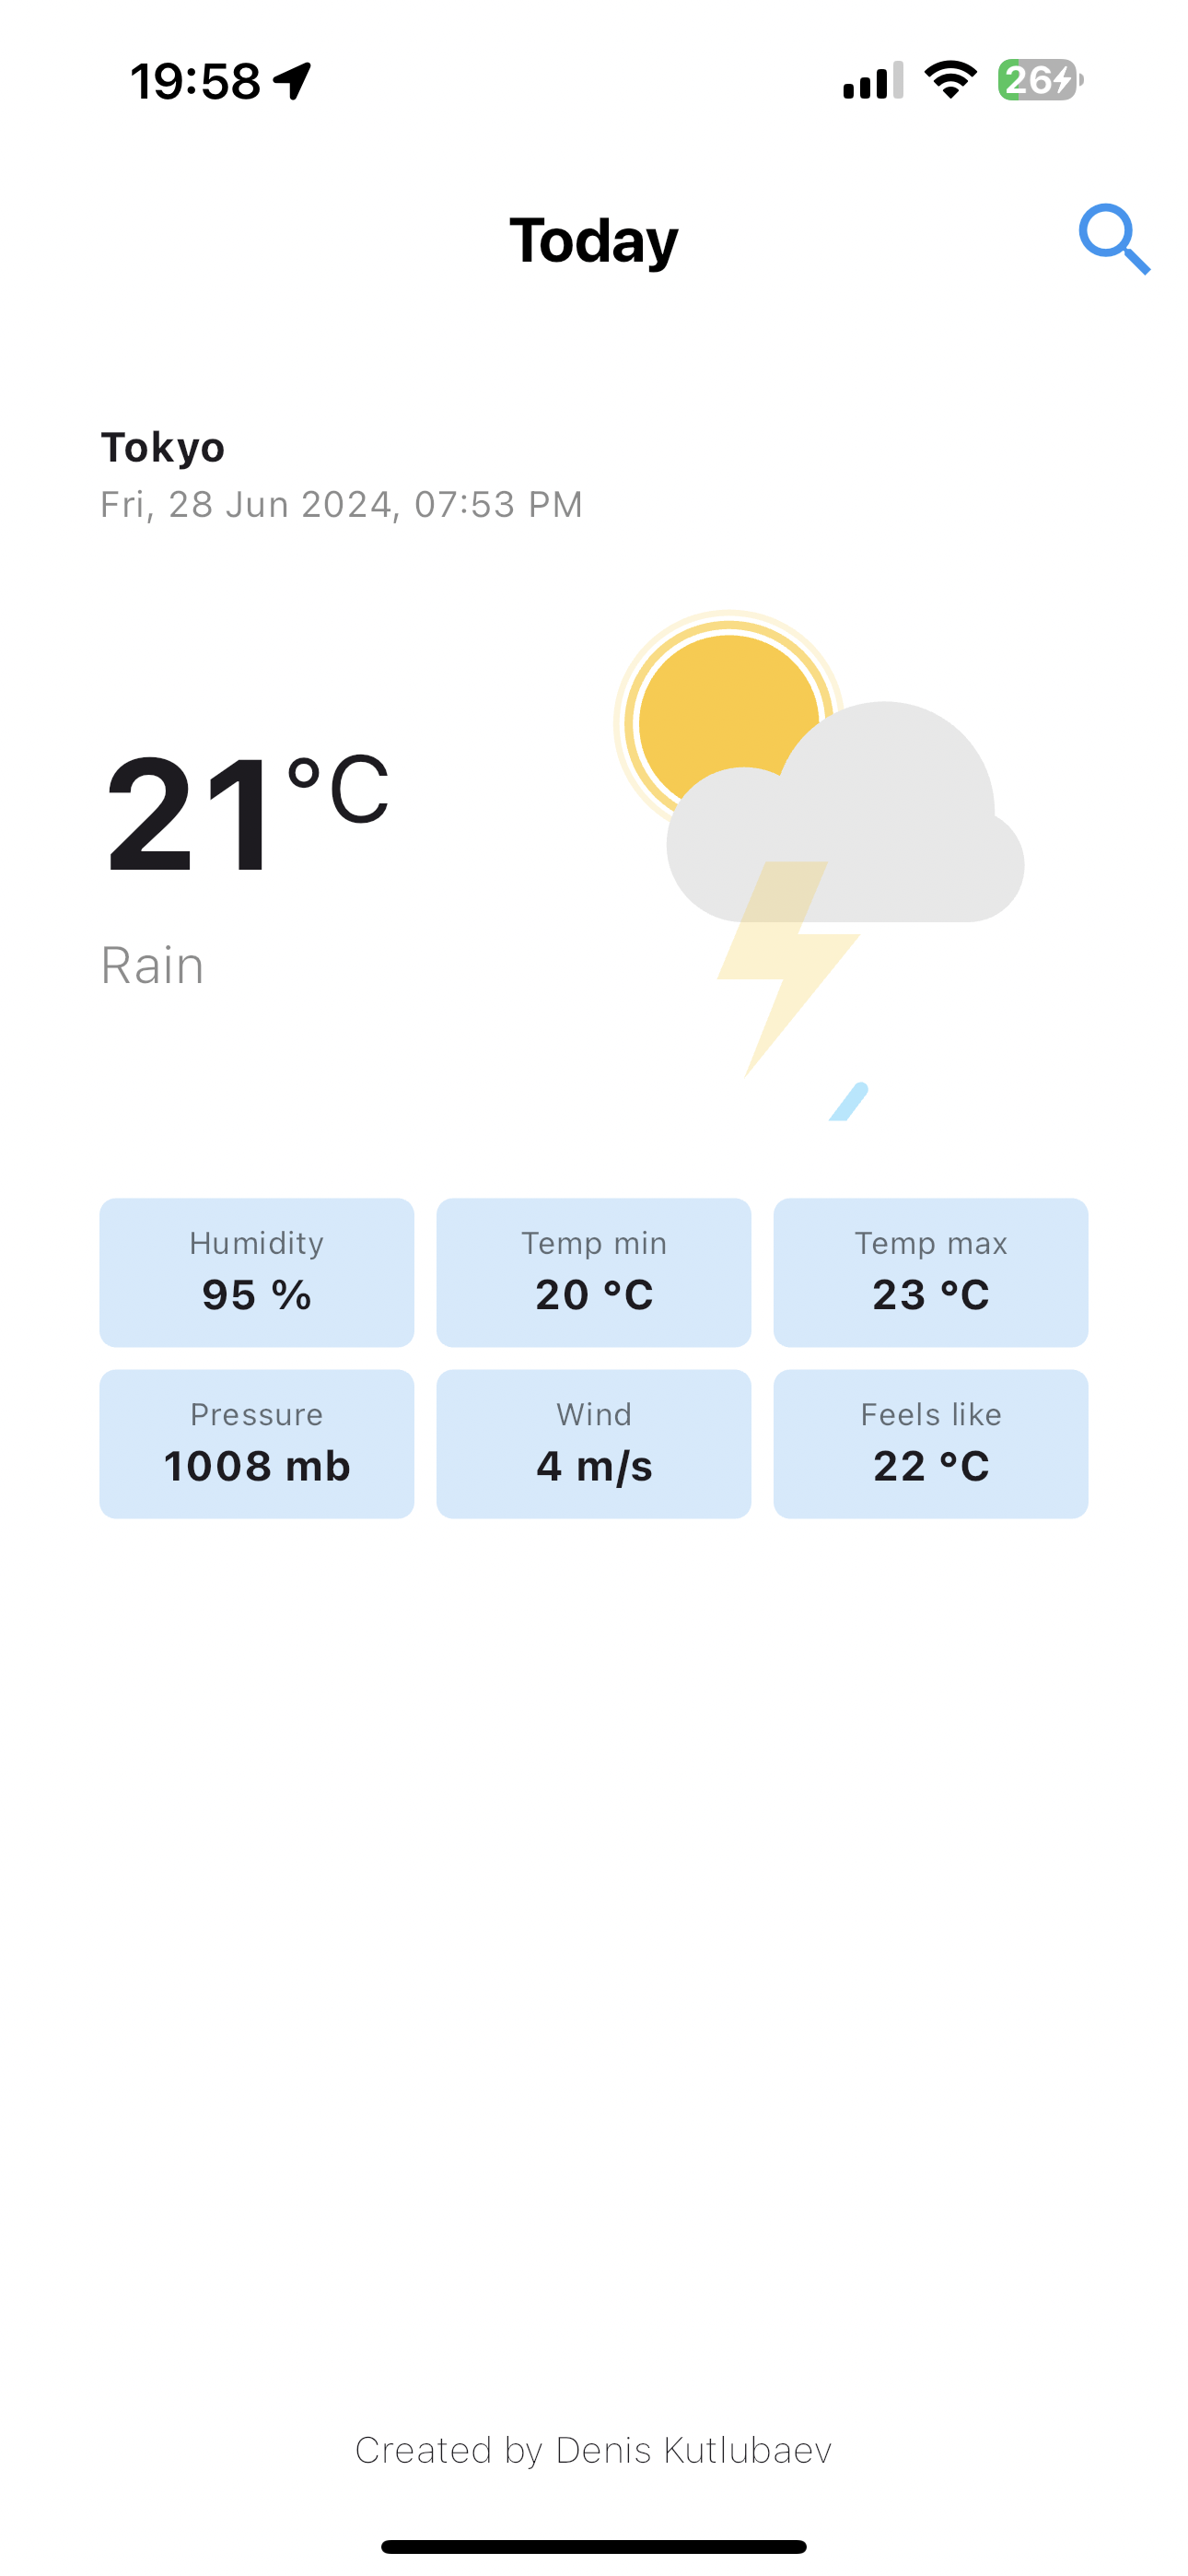 19:58
26
Today
Tokyo
Fri, 28 Jun 2024, 07:53 PM
21°C
Rain
Humidity
95 %
Temp min
20 °C
Temp max
23 °C
Pressure
1008 mb
Wind
4 m/s
Feels like
22 °C
Created by Denis Kutlubaev